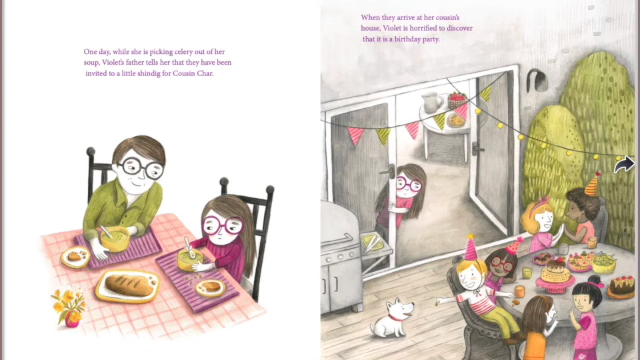 One day, while she is picking celery out of her
soup, Violet's father tells her that they have been
invited to a little shindig for Cousin Char.
When they arrive at her cousin's
house, Violet is horrified to discover
that it is a birthday party.